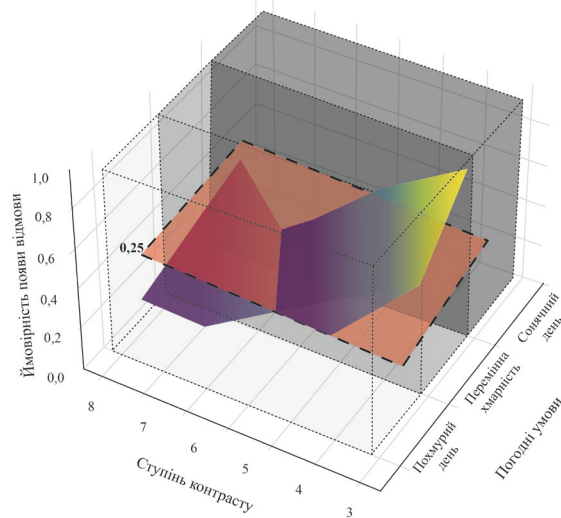 Ймовірність появи відмови
1,0
0,8
0,6
0,4
0,2
0,0
0,25
8
7
6
5
4
3
Ступінь контрасту
Похмурий
день
Перемінна
хмарність
Сонячний
день
Погодні умови